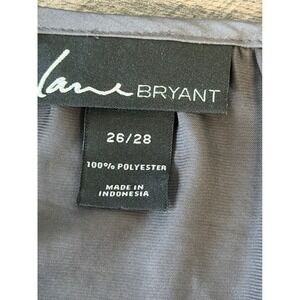 lane BRYANT
26/28
100% POLYESTER
MADE IN
INDONESIA